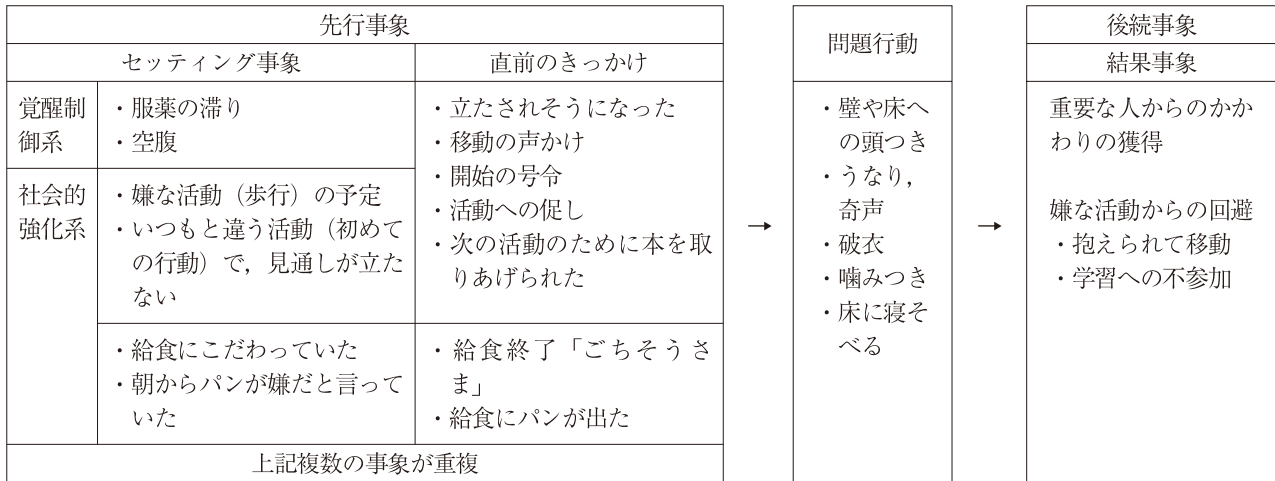 先行事象
セッティング事象
直前のきっかけ
覚醒制
御系
・服薬の滞り
・空腹
・立たされそうになった
・移動の声かけ
・開始の号令
・活動への促し
・次の活動のために本を取
りあげられた
社会的
強化系
・嫌な活動（歩行）の予定
・いつもと違う活動（初めて
の行動）で，見通しが立た
ない
・給食にこだわっていた
・朝からパンが嫌だと言って
いた
・給食終了「ごちそうさ
ま」
・給食にパンが出た
上記複数の事象が重複
→
問題行動
・壁や床へ
の頭つき
・うなり，
奇声
・破衣
・噛みつき
・床に寝そ
べる
→
後続事象
結果事象
重要な人からのかか
わりの獲得
嫌な活動からの回避
・抱えられて移動
・学習への不参加